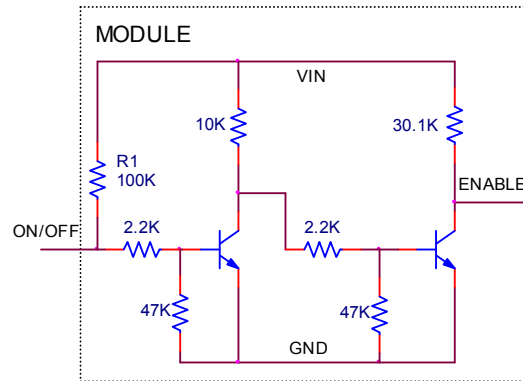 MODULE
VIN
10K
30.1K
R1
100K
ENABLE
ON/OFF
2.2K
2.2K
47K
47K
GND